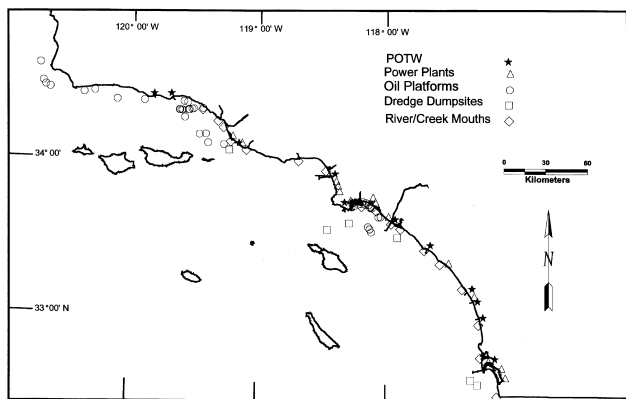 120° 00' W
119° 00' W
118° 00' W
POTW
Power Plants
Oil Platforms
Dredge Dumpsites
River/Creek Mouths
34° 00'
0 30 60
Kilometers
N
33° 00' N